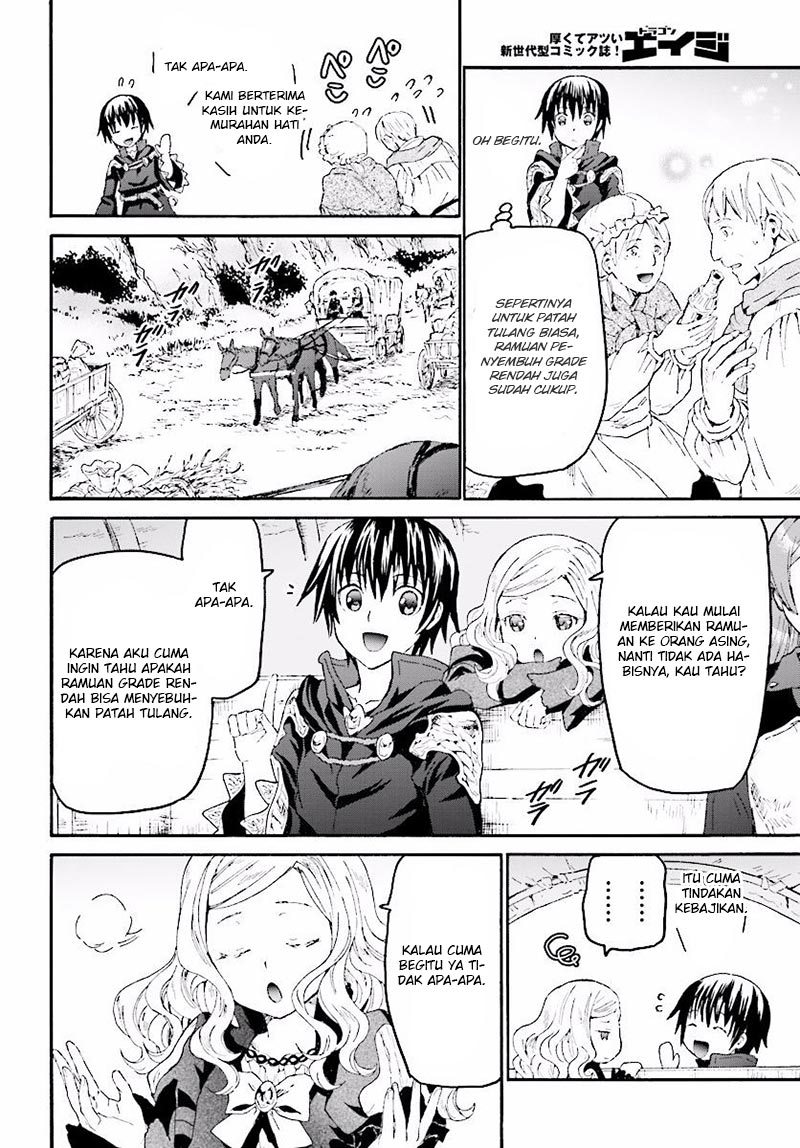 厚くてアツい
新世代型コミック誌！
ドラゴン
エイジ
OH BEGITU.
SEPERTINYA
UNTUK PATAH
TULANG BIASA,
RAMUAN PE-
NYEMBUH GRADE
RENDAH JUGA
SUDAH CUKUP.
TAK APA-APA.
KAMI BERTERIMA
KASIH UNTUK KE-
MURAHAN HATI
ANDA.
ペこ
ペこ
ガラ
ガラ
KALAU KAU MULAI
MEMBERIKAN RAMU-
AN KE ORANG ASING,
NANTI TIDAK ADA HA-
BISNYA, KAU TAHU?
TAK
APA-APA.
KARENA AKU CUMA
INGIN TAHU APAKAH
RAMUAN GRADE REN-
DAH BISA MENYEBUH-
KAN PATAH TULANG.
ガラ
ガラ
ITU CUMA
TINDAKAN
KEBAJIKAN.
KALAU CUMA
BEGITU YA TI-
DAK APA-APA.